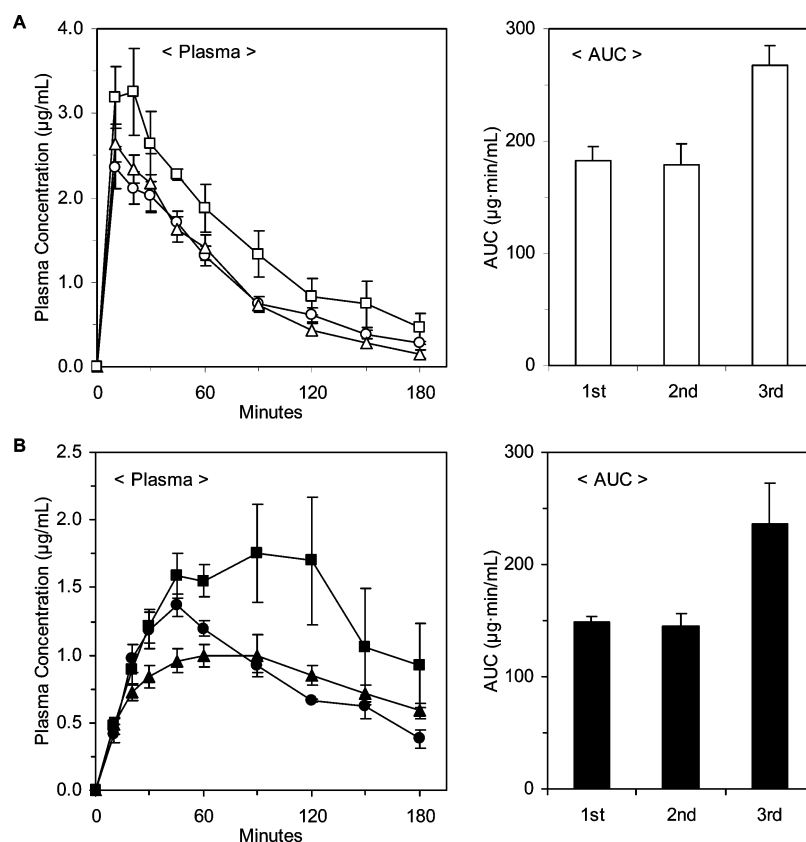 A
< Plasma >
Plasma Concentration (µg/mL)
4.0
3.0
2.0
1.0
0.0
0
60
120
180
Minutes
< AUC >
AUC (µg·min/mL)
300
200
100
0
1st
2nd
3rd
B
< Plasma >
Plasma Concentration (µg/mL)
2.5
2.0
1.5
1.0
0.5
0.0
0
60
120
180
Minutes
< AUC >
AUC (µg·min/mL)
300
200
100
0
1st
2nd
3rd